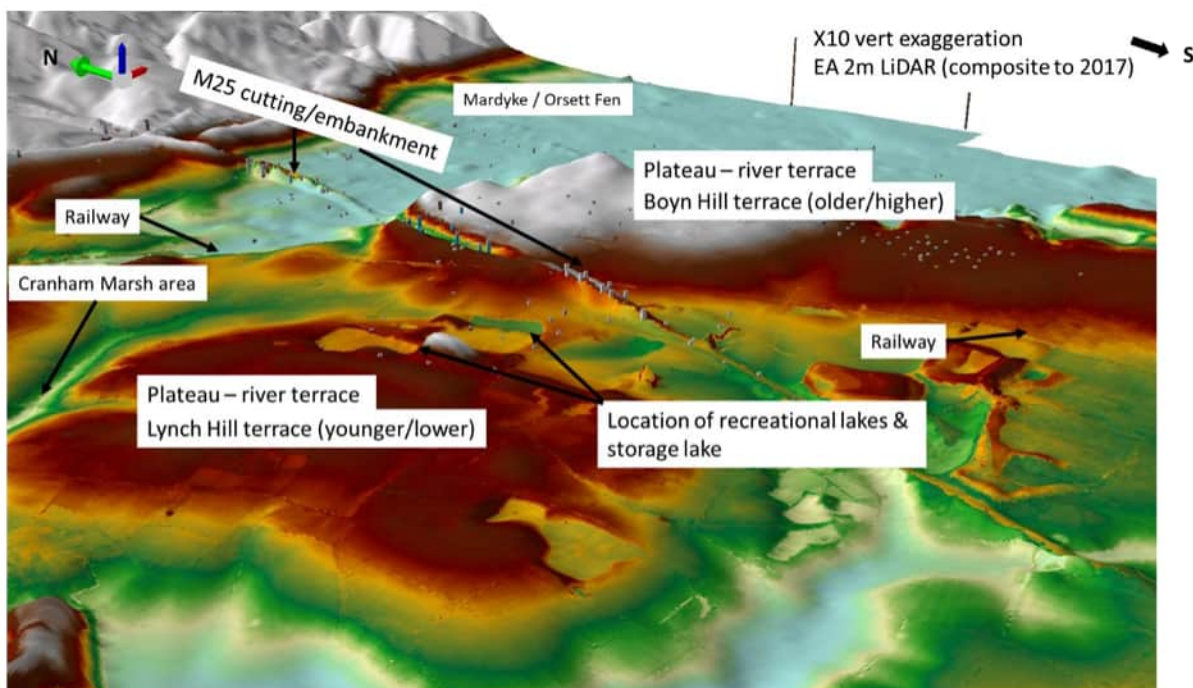 N
X10 vert exaggeration
EA 2m LiDAR (composite to 2017)
S
M25 cutting/embankment
Mardyke / Orsett Fen
Plateau – river terrace
Boyn Hill terrace (older/higher)
Railway
Cranham Marsh area
Railway
Plateau – river terrace
Lynch Hill terrace (younger/lower)
Location of recreational lakes &
storage lake